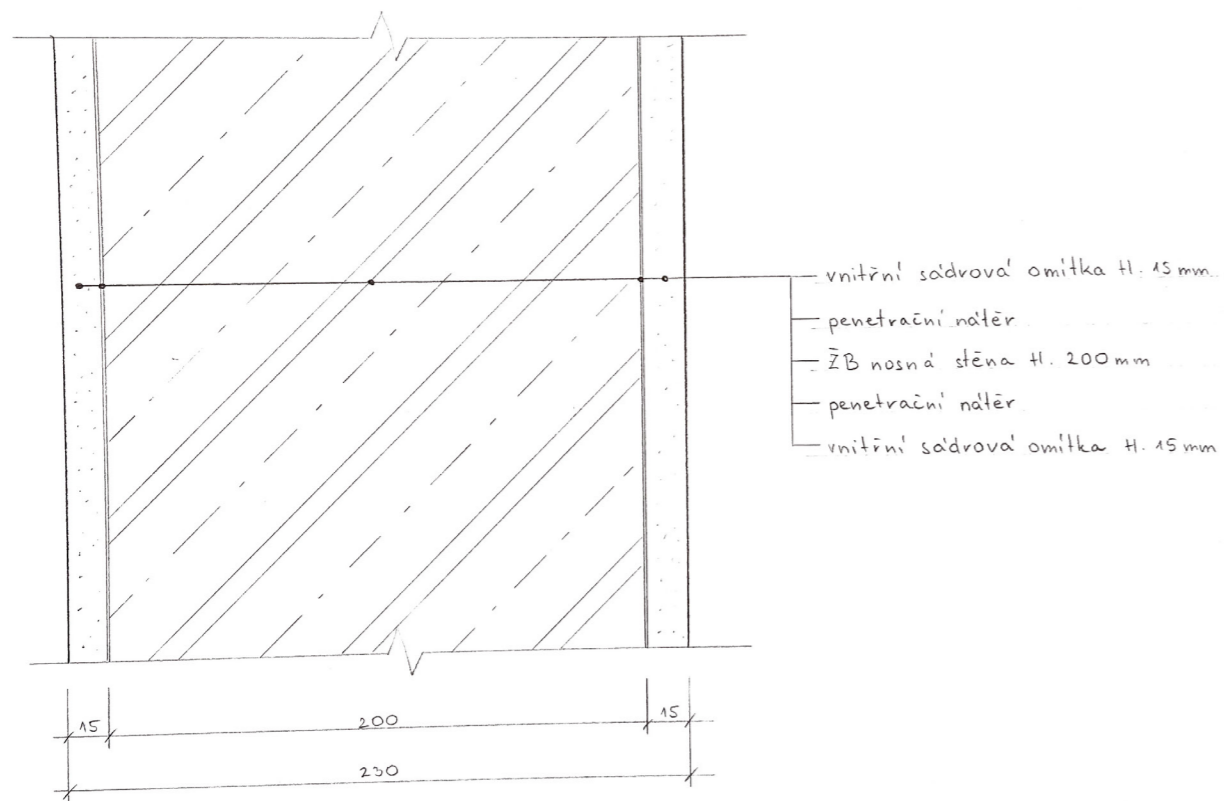 vnitřní sádrová omítka tl. 15 mm
penetrační nátěr
ŽB nosná stěna tl. 200 mm
penetrační nátěr
vnitřní sádrová omítka tl. 15 mm
15 200 15
230